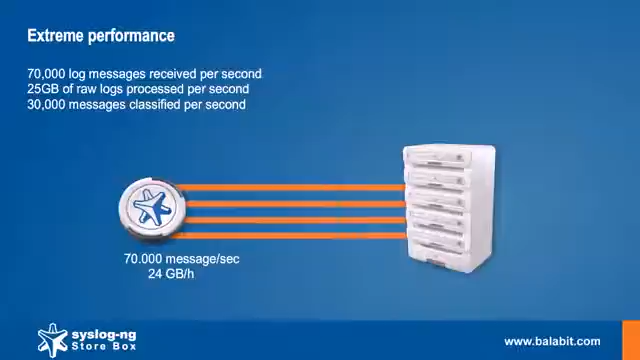 Extreme performance
70,000 log messages received per second
25GB of raw logs processed per second
30,000 messages classified per second
70.000 message/sec
24 GB/h
syslog-ng
Store Box
www.balabit.com